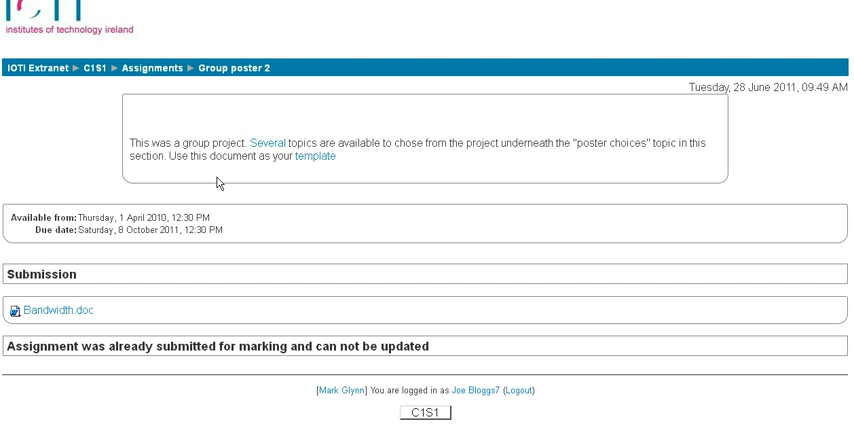 institutes of technology ireland
IOTI Extranet ► C1S1 ► Assignments ► Group poster 2
Tuesday, 28 June 2011, 09:49 AM
This was a group project. Several topics are available to chose from the project underneath the "poster choices" topic in this
section. Use this document as your template
Available from: Thursday, 1 April 2010, 12:30 PM
Due date: Saturday, 8 October 2011, 12:30 PM
Submission
Bandwidth.doc
Assignment was already submitted for marking and can not be updated
[Mark Glynn] You are logged in as Joe Bloggs7 (Logout)
C1S1